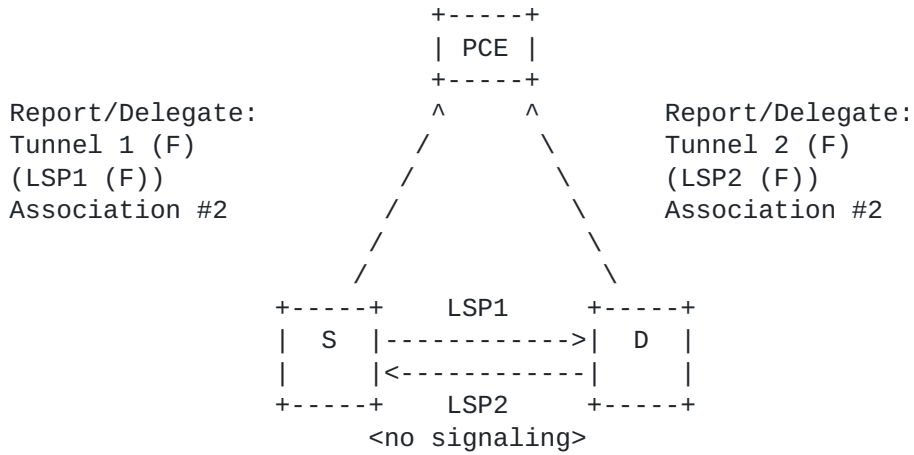 PCE
Report/Delegate: Report/Delegate:
Tunnel 1 (F) Tunnel 2 (F)
(LSP1 (F)) (LSP2 (F))
Association #2 Association #2
LSP1
S D
LSP2
<no signaling>